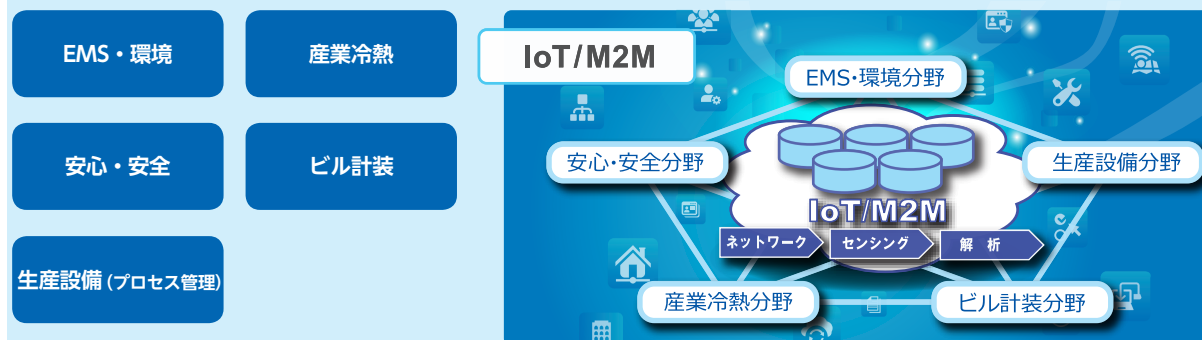 EMS・環境
産業冷熱
安心・安全
ビル計装
生産設備(プロセス管理)
IoT/M2M
EMS・環境分野
安心・安全分野
生産設備分野
IoT/M2M
ネットワーク
センシング
解 析
産業冷熱分野
ビル計装分野